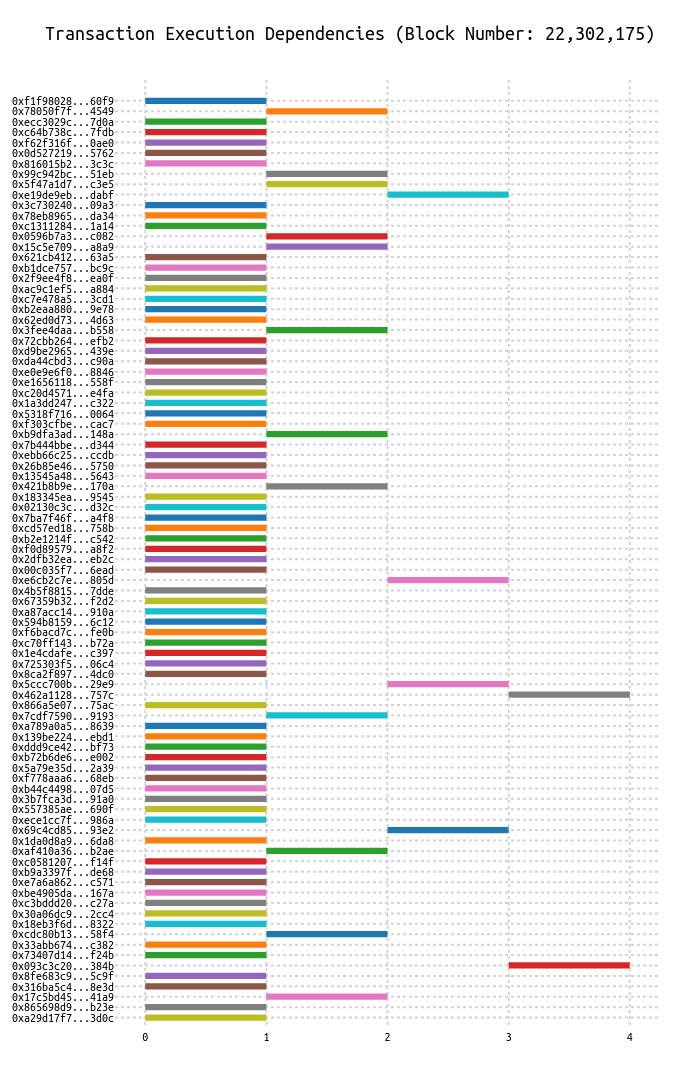 Transaction Execution Dependencies (Block Number: 22,302,175)
0xf1f98028...60f9
0x78050f7f...4549
0xecc3029c...7d0a
0xc64b738c...7fdb
0xf62f316f...0ae0
0x0d527219...5762
0x816015b2...3c3c
0x99c942bc...51eb
0x5f47a1d7...c3e5
0xe19de9eb...dabf
0x3c730240...09a3
0x78eb8965...da34
0xc1311284...1a14
0x0596b7a3...c082
0x15c5e709...a8a9
0x621cb412...63a5
0xb1dce757...bc9c
0x2f9ee4f8...ea0f
0xac9c1ef5...a884
0xc7e478a5...3cd1
0xb2eaa880...9e78
0x62ed0d73...4d63
0x3fee4daa...b558
0x72cbb264...efb2
0xd9be2965...439e
0xda44cbd3...c90a
0xe0e9e6f0...8846
0xe1656118...558f
0xc20d4571...e4fa
0x1a3dd247...c322
0x5318f716...0064
0xf303cfbe...cac7
0xb9dfa3ad...148a
0x7b444bbe...d344
0xebb66c25...ccdb
0x26b85e46...5750
0x13545a48...5643
0x421b8b9e...170a
0x183345ea...9545
0x02130c3c...d32c
0x7ba7f46f...a4f8
0xcd57ed18...758b
0xb2e1214f...c542
0xf0d89579...a8f2
0x2dfb32ea...eb2c
0x00c035f7...6ead
0xe6cb2c7e...805d
0x4b5f8815...7dde
0x67359b32...f2d2
0xa87acc14...910a
0x594b8159...6c12
0xf6bacd7c...fe0b
0xc70ff143...b72a
0x1e4cdafe...c397
0x725303f5...06c4
0x8ca2f897...4dc0
0x5ccc700b...29e9
0x462a1128...757c
0x866a5e07...75ac
0x7cdf7590...9193
0xa789a0a5...8639
0x139be224...ebd1
0xddd9ce42...bf73
0xb72b6de6...e002
0x5a79e35d...2a39
0xf778aaa6...68eb
0xb44c4498...07d5
0x3b7fca3d...91a0
0x557385ae...690f
0xece1cc7f...986a
0x69c4cd85...93e2
0x1da0d8a9...6da8
0xaf410a36...b2ae
0xc0581207...f14f
0xb9a3397f...de68
0xe7a6a862...c571
0xbe4905da...167a
0xc3bddd20...c27a
0x30a06dc9...2cc4
0x18eb3f6d...8322
0xcdc80b13...58f4
0x33abb674...c382
0x73407d14...f24b
0x093c3c20...384b
0x8fe683c9...5c9f
0x316ba5c4...8e3d
0x17c5bd45...41a9
0x865698d9...b23e
0xa29d17f7...3d0c
0 1 2 3 4